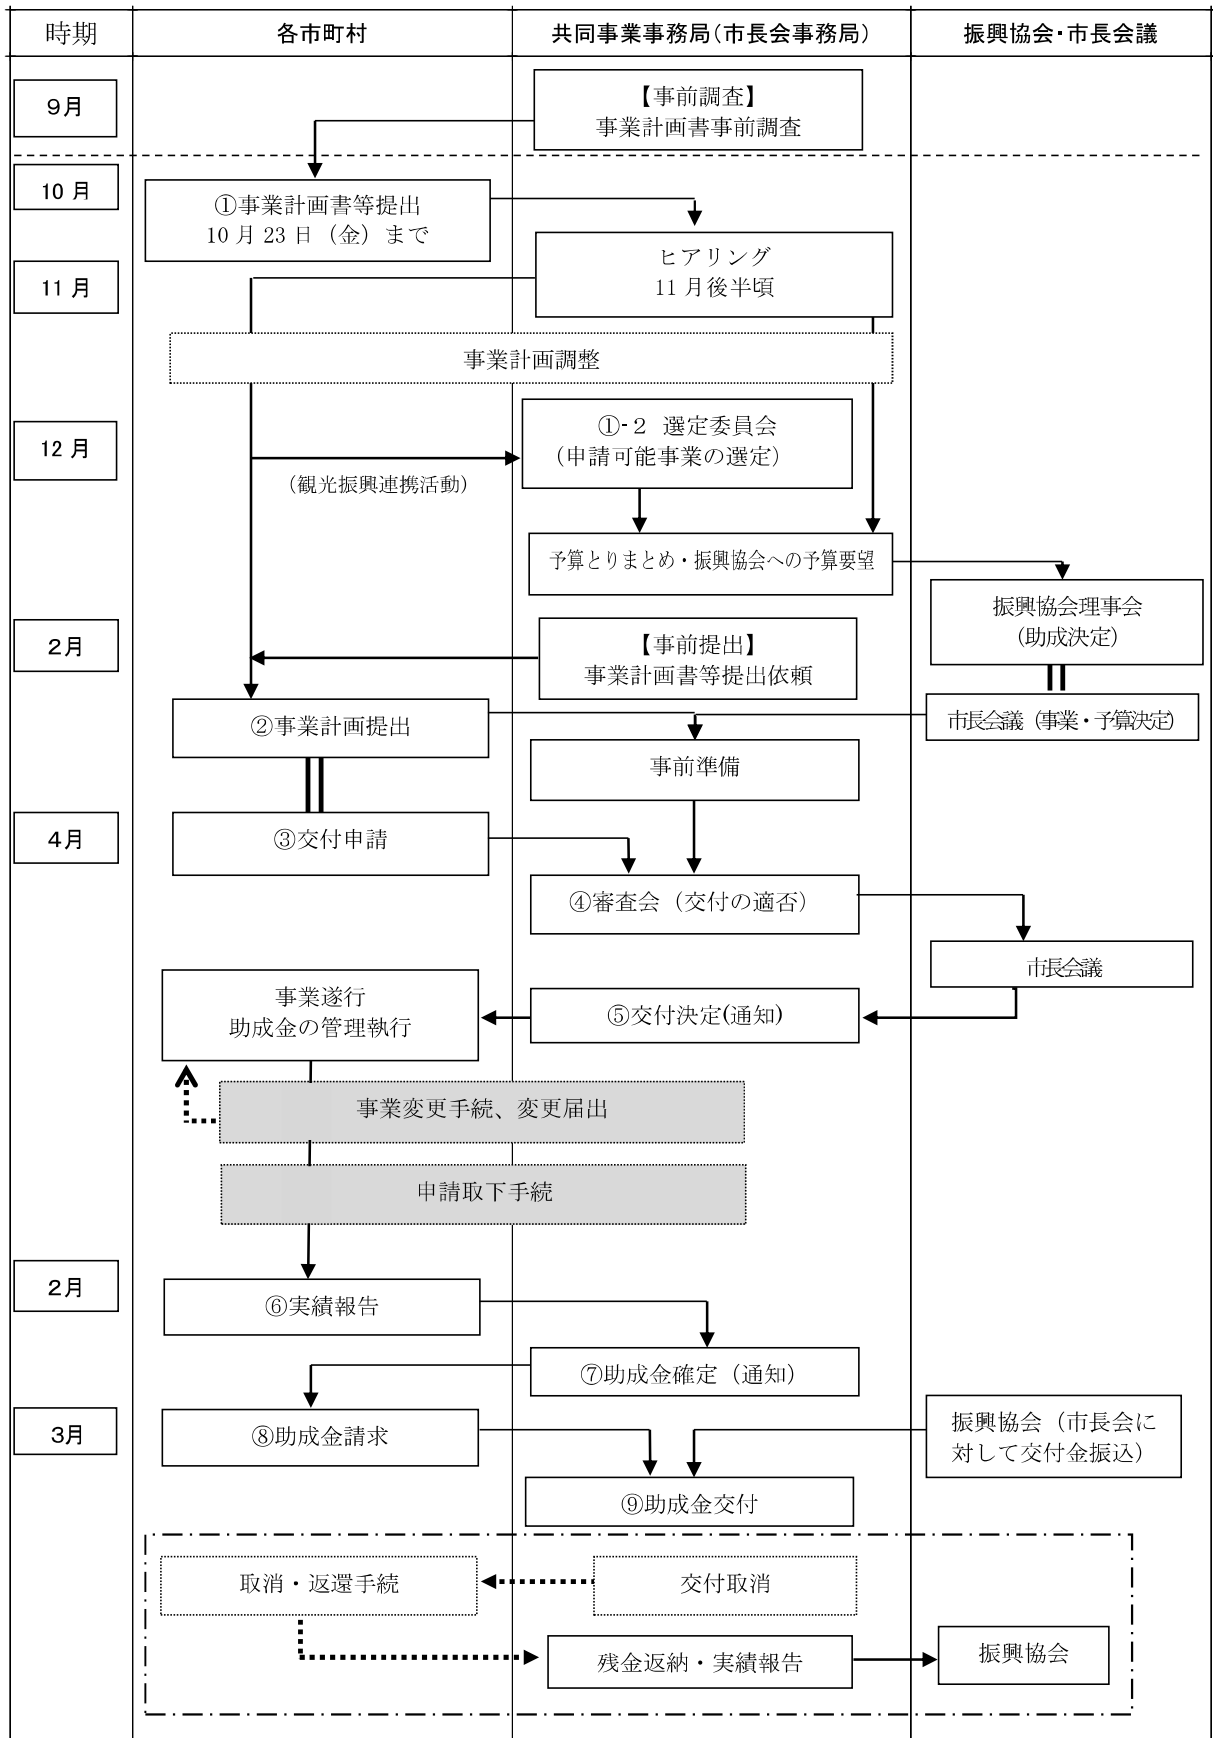 時期
各市町村
共同事業事務局(市長会事務局)
振興協会・市長会議
9月
【事前調査】
事業計画書事前調査
10 月
①事業計画書等提出
10 月 23 日（金）まで
ヒアリング
11 月後半頃
11 月
事業計画調整
12 月
①-２ 選定委員会
（申請可能事業の選定）
（観光振興連携活動）
予算とりまとめ・振興協会への予算要望
振興協会理事会
（助成決定）
2月
【事前提出】
事業計画書等提出依頼
②事業計画提出
市長会議（事業・予算決定）
事前準備
4月
③交付申請
④審査会（交付の適否）
市長会議
事業遂行
助成金の管理執行
⑤交付決定(通知)
事業変更手続、変更届出
申請取下手続
2月
⑥実績報告
⑦助成金確定（通知）
3月
⑧助成金請求
振興協会（市長会に
対して交付金振込）
⑨助成金交付
取消・返還手続
交付取消
残金返納・実績報告
振興協会